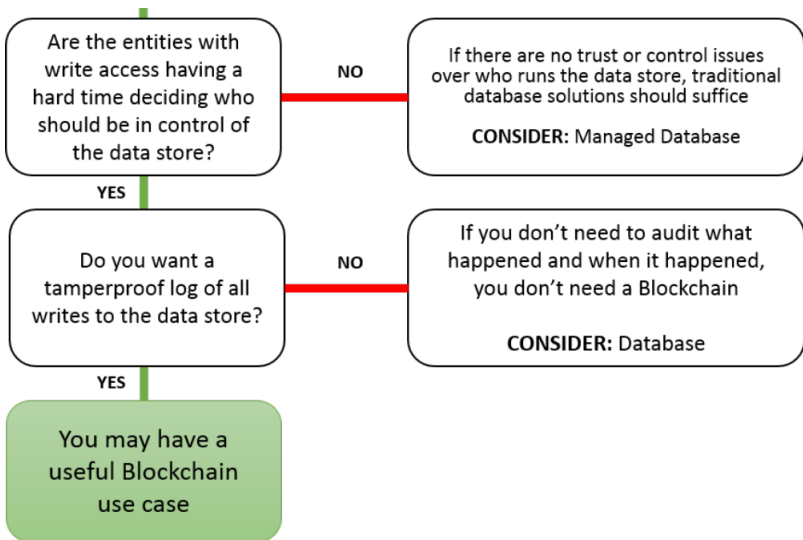 Are the entities with
write access having a
hard time deciding who
should be in control of
the data store?
NO
If there are no trust or control issues
over who runs the data store, traditional
database solutions should suffice
CONSIDER: Managed Database
YES
Do you want a
tamperproof log of all
writes to the data store?
NO
If you don’t need to audit what
happened and when it happened,
you don’t need a Blockchain
CONSIDER: Database
YES
You may have a
useful Blockchain
use case